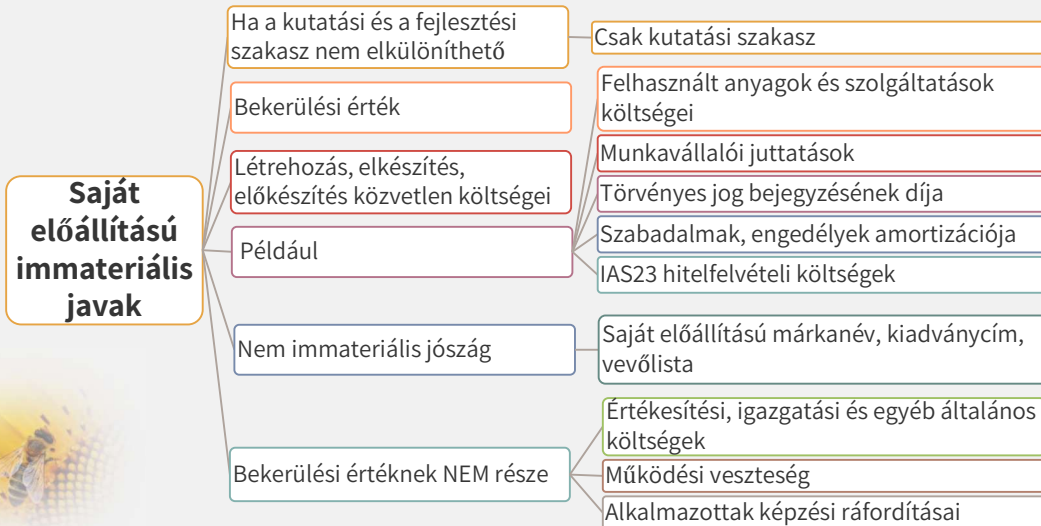 Saját
előállítású
immateriális
javak
Ha a kutatási és a fejlesztési
szakasz nem elkülöníthető
Csak kutatási szakasz
Bekerülési érték
Létrehozás, elkészítés,
előkészítés közvetlen költségei
Például
Felhasznált anyagok és szolgáltatások
költségei
Munkavállalói juttatások
Törvényes jog bejegyzésének díja
Szabadalmak, engedélyek amortizációja
IAS23 hitelfelvételi költségek
Nem immateriális jószág
Saját előállítású márkanév, kiadványcím,
vevőlista
Bekerülési értéknek NEM része
Értékesítési, igazgatási és egyéb általános
költségek
Működési veszteség
Alkalmazottak képzési ráfordításai